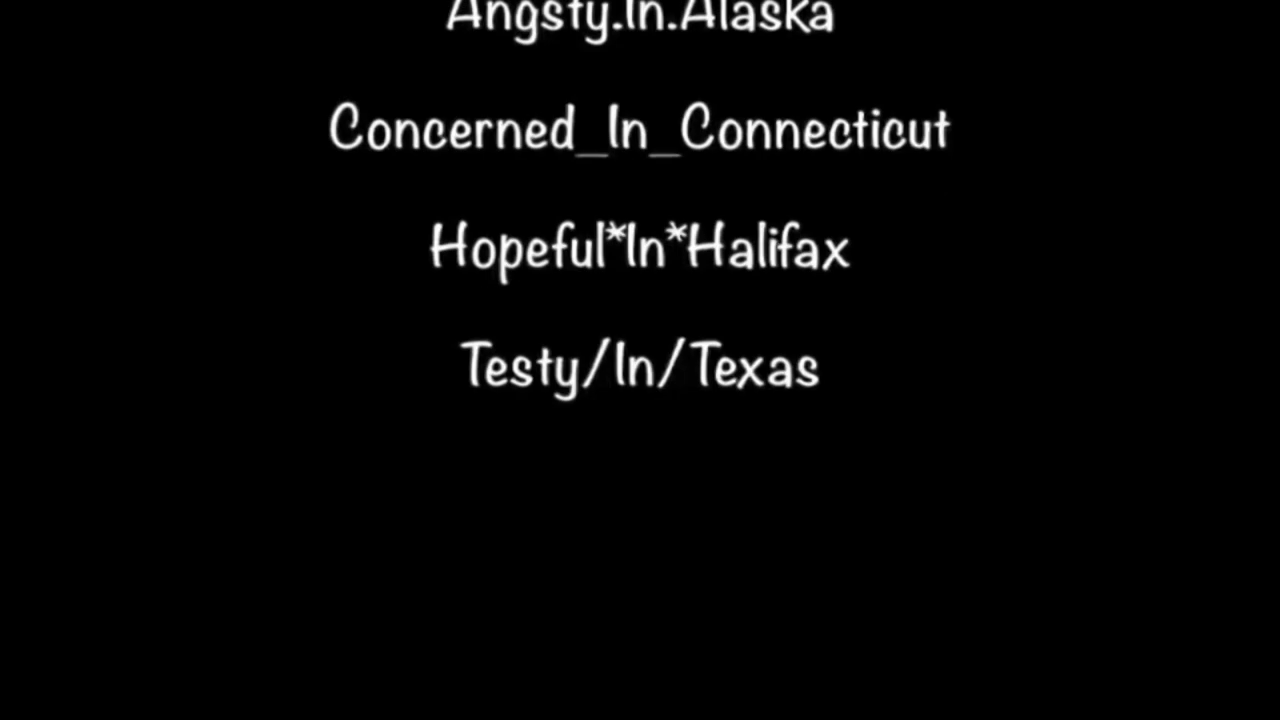 Angsty.In.Alaska
Concerned_In_Connecticut
Hopeful*In*Halifax
Testy/In/Texas